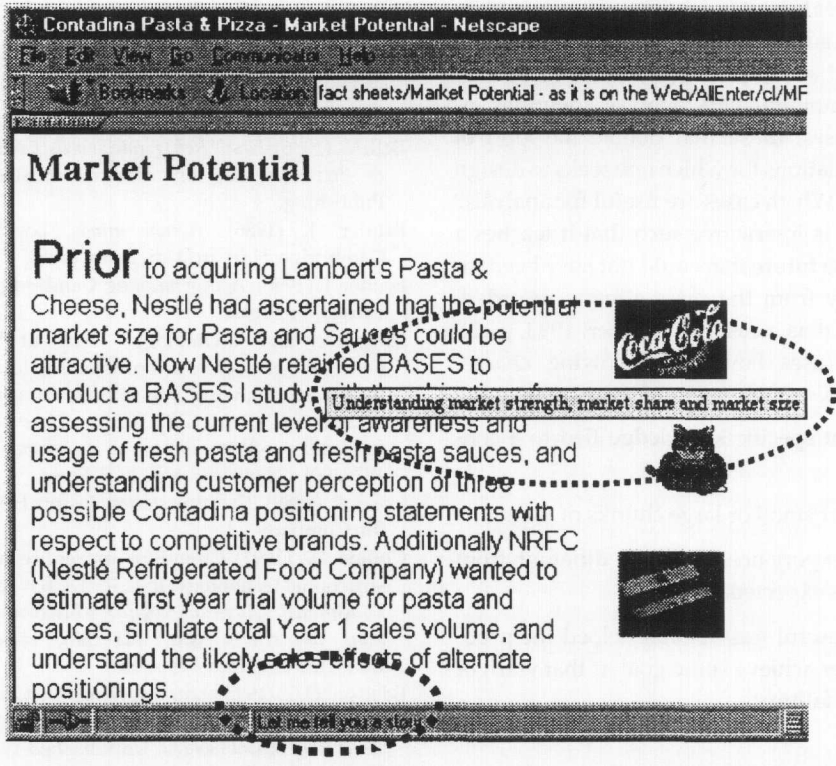 Contadina Pasta & Pizza - Market Potential - Netscape
File Edit View Go Communicator Help
Bookmarks Location: fact sheets/Market Potential - as it is on the Web/AllEnter/cl/MF
Market Potential
Prior to acquiring Lambert's Pasta &
Cheese, Nestlé had ascertained that the potential
market size for Pasta and Sauces could be
attractive. Now Nestlé retained BASES to
conduct a BASES I study
assessing the current level of awareness and
usage of fresh pasta and fresh pasta sauces, and
understanding customer perception of three
possible Contadina positioning statements with
respect to competitive brands. Additionally NRFC
(Nestlé Refrigerated Food Company) wanted to
estimate first year trial volume for pasta and
sauces, simulate total Year 1 sales volume, and
understand the likely sales effects of alternate
positionings.
Coca-Cola
Understanding market strength, market share and market size
Let me tell you a story